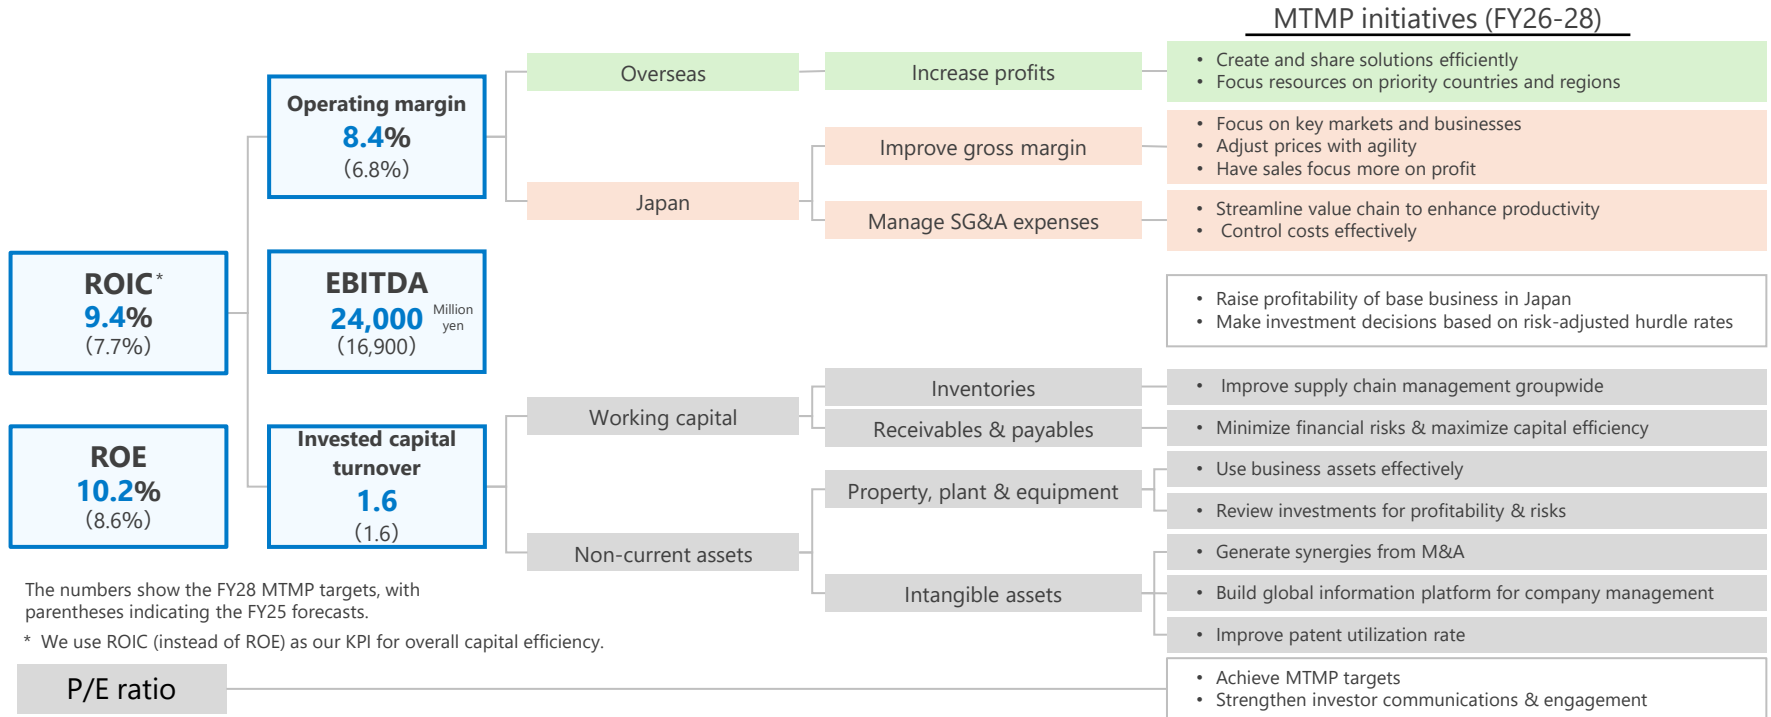 MTMP initiatives (FY26-28)
Overseas
Increase profits
• Create and share solutions efficiently
• Focus resources on priority countries and regions
Operating margin
8.4%
(6.8%)
Improve gross margin
• Focus on key markets and businesses
• Adjust prices with agility
• Have sales focus more on profit
Japan
Manage SG&A expenses
• Streamline value chain to enhance productivity
• Control costs effectively
ROIC*
9.4%
(7.7%)
EBITDA
24,000 Million yen
(16,900)
• Raise profitability of base business in Japan
• Make investment decisions based on risk-adjusted hurdle rates
Working capital
Inventories
• Improve supply chain management groupwide
Receivables & payables
• Minimize financial risks & maximize capital efficiency
ROE
10.2%
(8.6%)
Invested capital
turnover
1.6
(1.6)
Property, plant & equipment
• Use business assets effectively
• Review investments for profitability & risks
Non-current assets
Intangible assets
• Generate synergies from M&A
• Build global information platform for company management
• Improve patent utilization rate
The numbers show the FY28 MTMP targets, with
parentheses indicating the FY25 forecasts.
* We use ROIC (instead of ROE) as our KPI for overall capital efficiency.
P/E ratio
• Achieve MTMP targets
• Strengthen investor communications & engagement